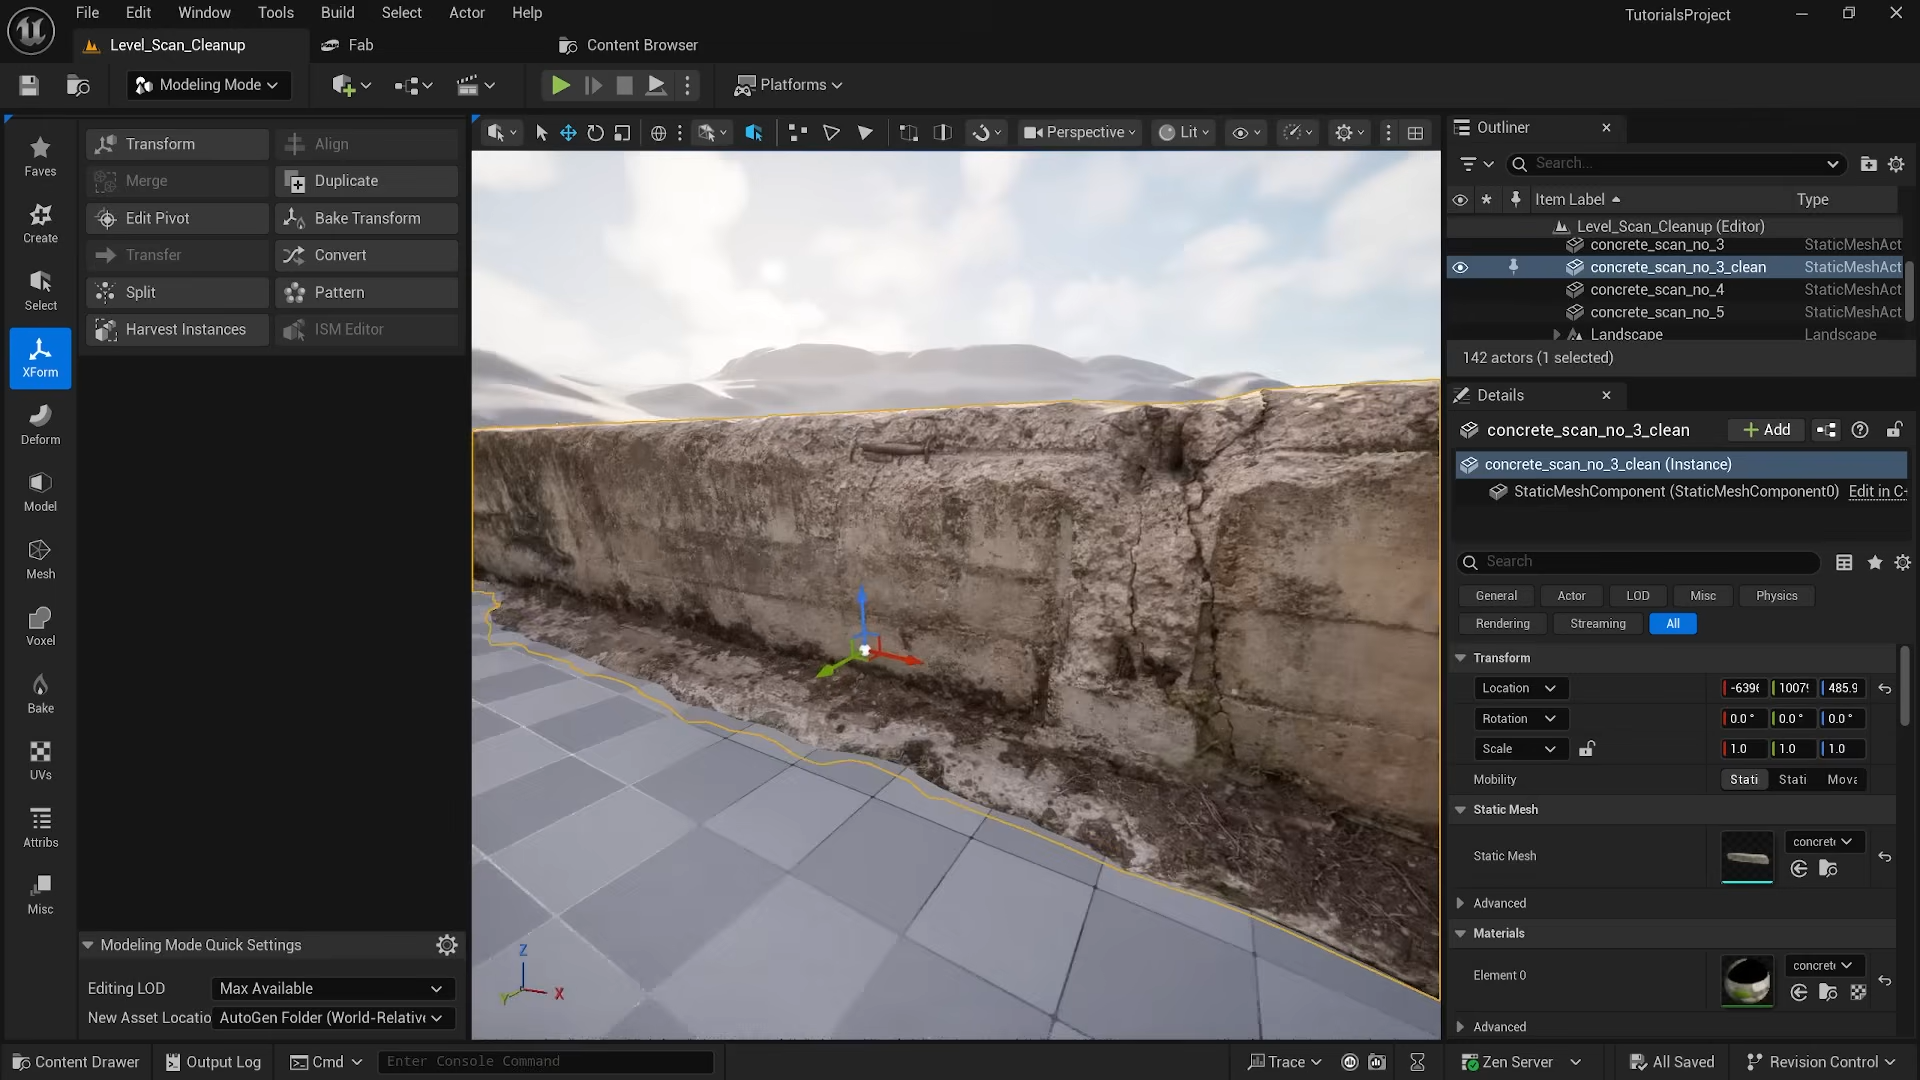 File Edit Window Tools Build Select Actor Help
TutorialsProject
Level_Scan_Cleanup
Fab
Content Browser
Modeling Mode
Platforms
Faves
Create
Select
XForm
Deform
Model
Mesh
Voxel
Bake
UVs
Attribs
Misc
Transform Align
Merge Duplicate
Edit Pivot Bake Transform
Transfer Convert
Split Pattern
Harvest Instances ISM Editor
Modeling Mode Quick Settings
Editing LOD Max Available
New Asset Locatio AutoGen Folder (World-Relative
Perspective
Lit
Z
X
Y
Outliner
Search...
Item Label Type
Level_Scan_Cleanup (Editor)
concrete_scan_no_3 StaticMeshAct
concrete_scan_no_3_clean StaticMeshAct
concrete_scan_no_4 StaticMeshAct
concrete_scan_no_5 StaticMeshAct
Landscape Landscape
142 actors (1 selected)
Details
concrete_scan_no_3_clean
Add
concrete_scan_no_3_clean (Instance)
StaticMeshComponent (StaticMeshComponent0) Edit in C+
Search
General Actor LOD Misc Physics
Rendering Streaming All
Transform
Location -6396 1007 485.9
Rotation 0.0 ° 0.0 ° 0.0 °
Scale 1.0 1.0 1.0
Mobility Stati Stati Mova
Static Mesh
Static Mesh concrete
Advanced
Materials
Element 0 concrete
Advanced
Content Drawer Output Log Cmd Enter Console Command
Trace Zen Server All Saved Revision Control